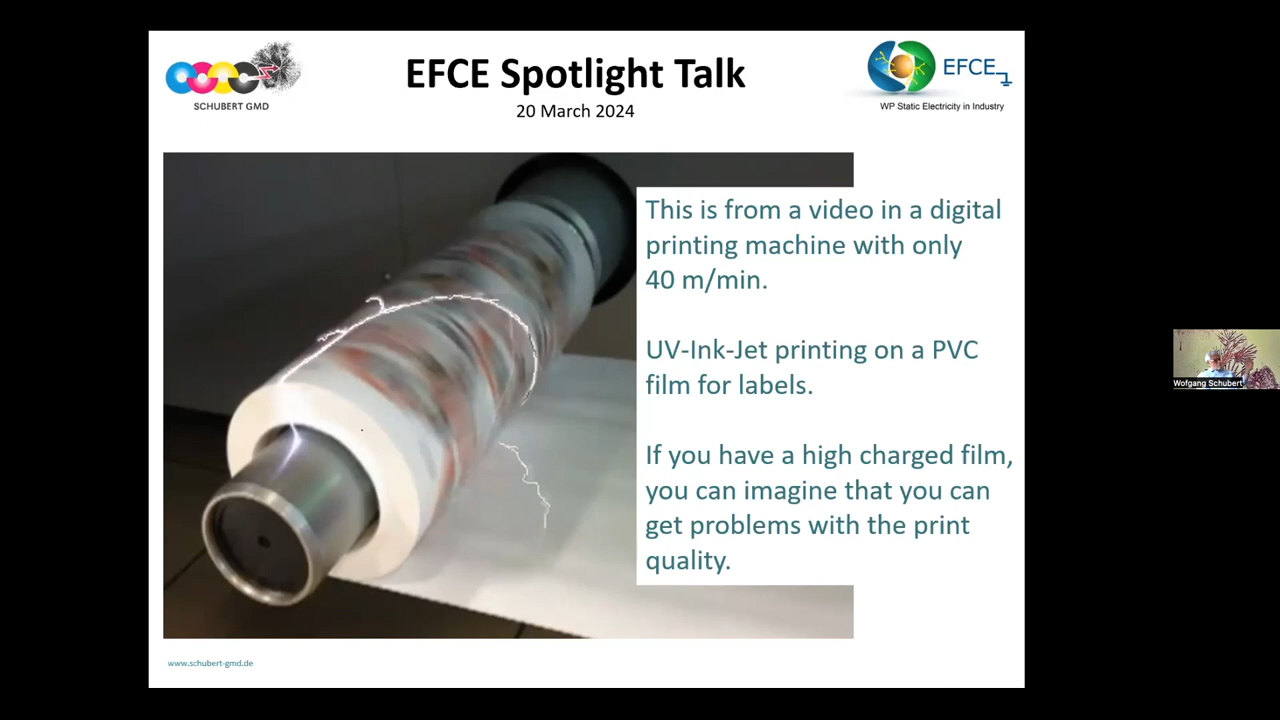 SCHUBERT GMD
EFCE Spotlight Talk
20 March 2024
EFCE
WP Static Electricity in Industry
This is from a video in a digital
printing machine with only
40 m/min.
UV-Ink-Jet printing on a PVC
film for labels.
If you have a high charged film,
you can imagine that you can
get problems with the print
quality.
Wofgang Schubert
www.schubert-gmd.de